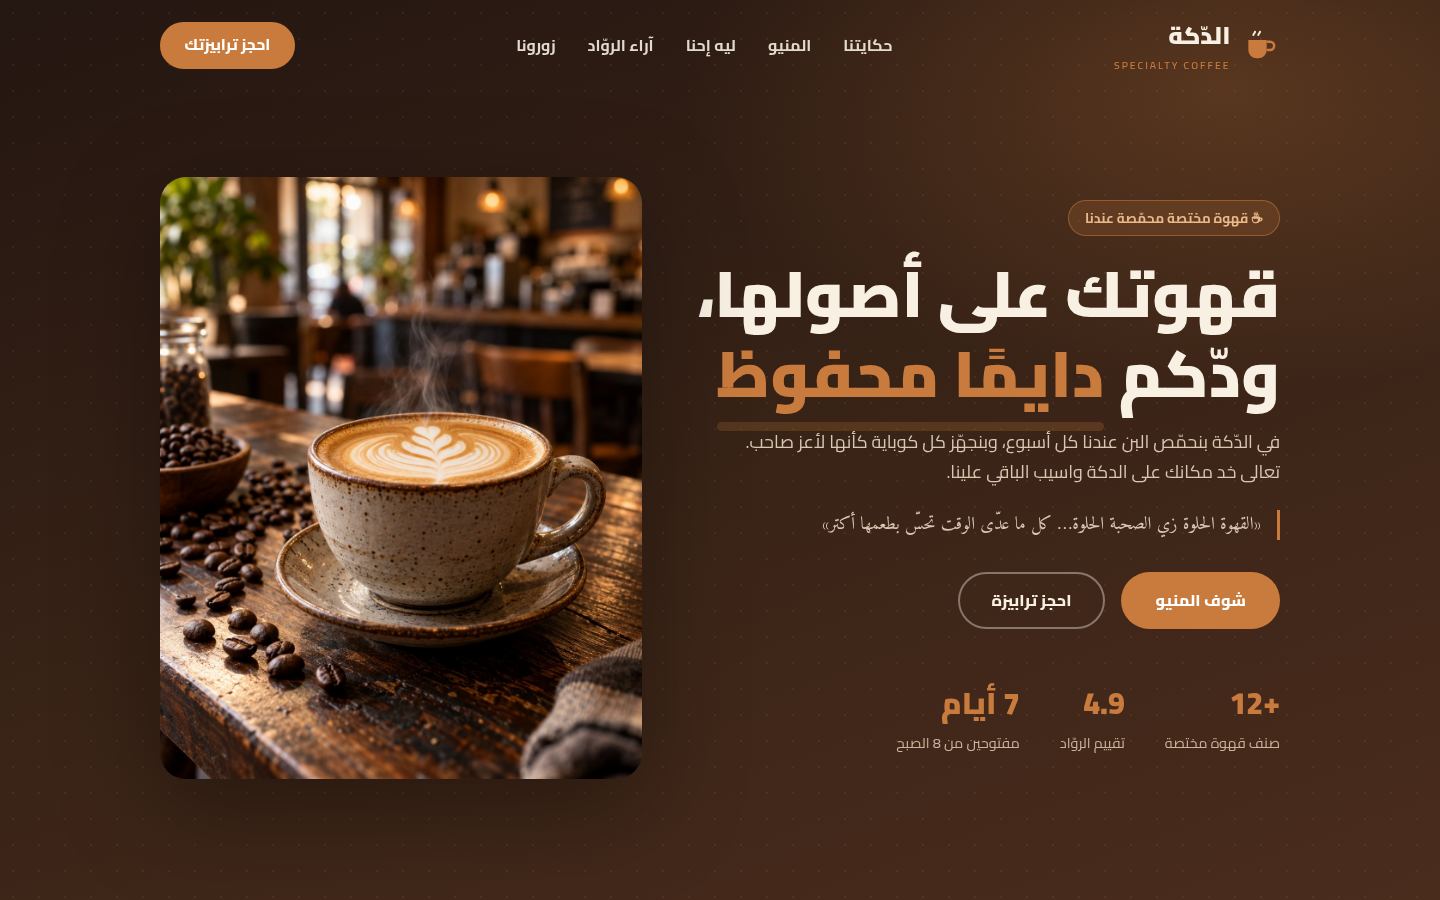 الدّكة
SPECIALTY COFFEE
حكايتنا
المنيو
ليه إحنا
آراء الروّاد
زورونا
احجز ترابيزتك
☕ قهوة مختصة محمّصة عندنا
قهوتك على أصولها،
ودّكم دايمًا محفوظ
في الدّكة بنحمّص البن عندنا كل أسبوع، وبنجهّز كل كوباية كأنها لأعز صاحب.
تعالى خد مكانك على الدكة واسيب الباقي علينا.
«القهوة الحلوة زي الصحبة الحلوة... كل ما عدّى الوقت تحسّ بطعمها أكتر»
شوف المنيو
احجز ترابيزة
+12
صنف قهوة مختصة
4.9
تقييم الروّاد
7 أيام
مفتوحين من 8 الصبح